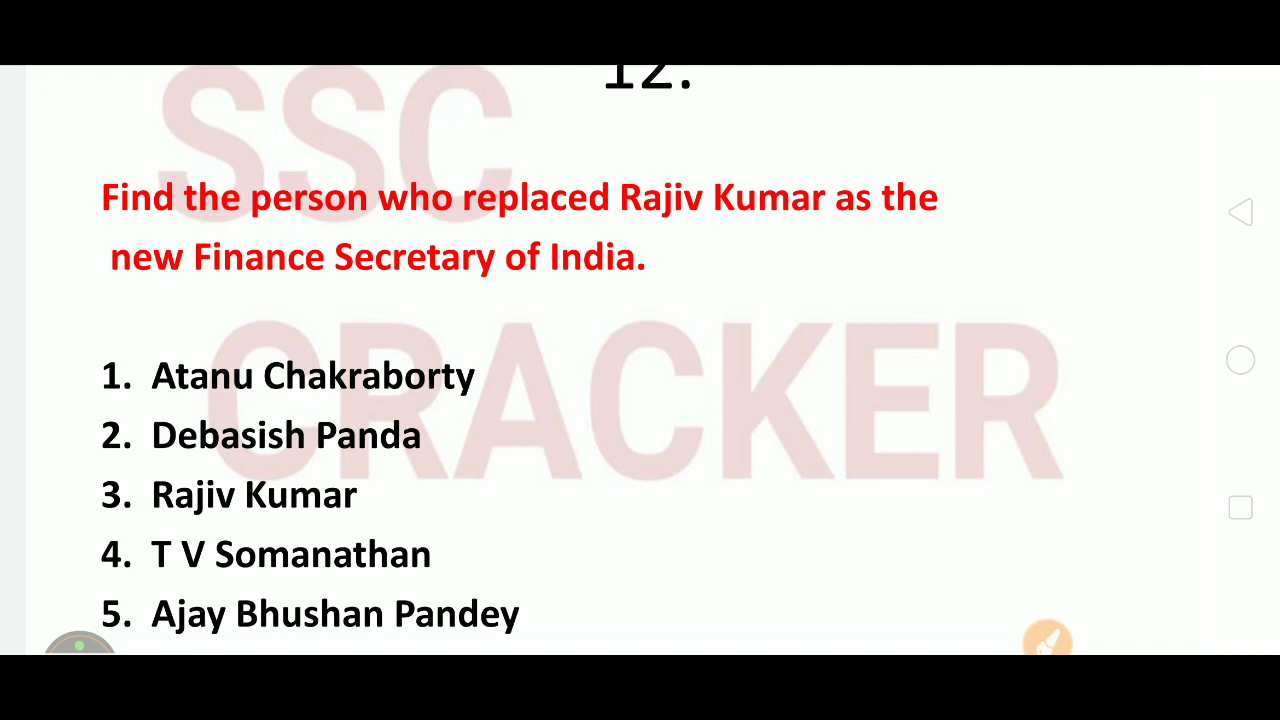 12.
SSC
Find the person who replaced Rajiv Kumar as the
new Finance Secretary of India.
CRACKER
1. Atanu Chakraborty
2. Debasish Panda
3. Rajiv Kumar
4. T V Somanathan
5. Ajay Bhushan Pandey